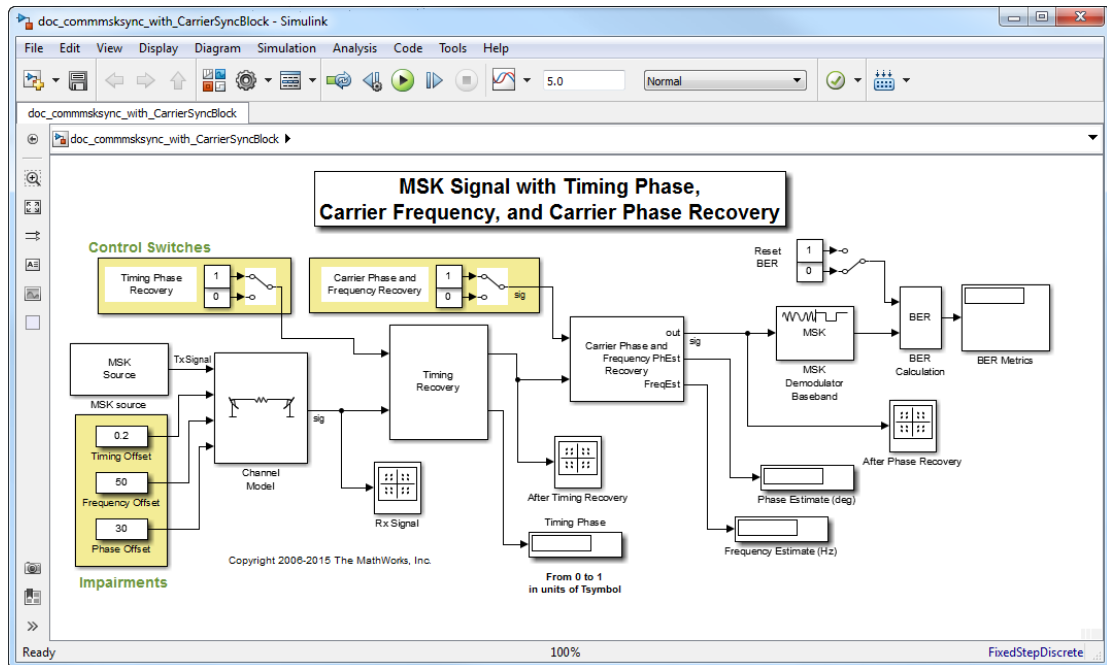 doc_commmsksync_with_CarrierSyncBlock - Simulink
File Edit View Display Diagram Simulation Analysis Code Tools Help
5.0 Normal
doc_commmsksync_with_CarrierSyncBlock
doc_commmsksync_with_CarrierSyncBlock
MSK Signal with Timing Phase,
Carrier Frequency, and Carrier Phase Recovery
Control Switches
Timing Phase
Recovery
1
0
Carrier Phase and
Frequency Recovery
1
0
sig
Reset
BER
1
0
MSK
Source
MSK source
TxSignal
Channel
Model
sig
Timing
Recovery
Carrier Phase and
Frequency
Recovery
out
PhEst
FreqEst
sig
MSK
MSK
Demodulator
Baseband
BER
BER
Calculation
BER Metrics
0.2
Timing Offset
50
Frequency Offset
30
Phase Offset
Impairments
Rx Signal
After Timing Recovery
After Phase Recovery
Phase Estimate (deg)
Frequency Estimate (Hz)
Timing Phase
From 0 to 1
in units of Tsymbol
Copyright 2006-2015 The MathWorks, Inc.
Ready 100% FixedStepDiscrete